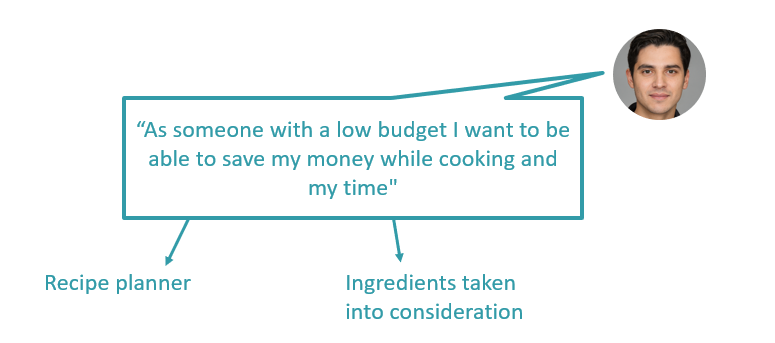 “As someone with a low budget I want to be
able to save my money while cooking and
my time"
Recipe planner
Ingredients taken
into consideration